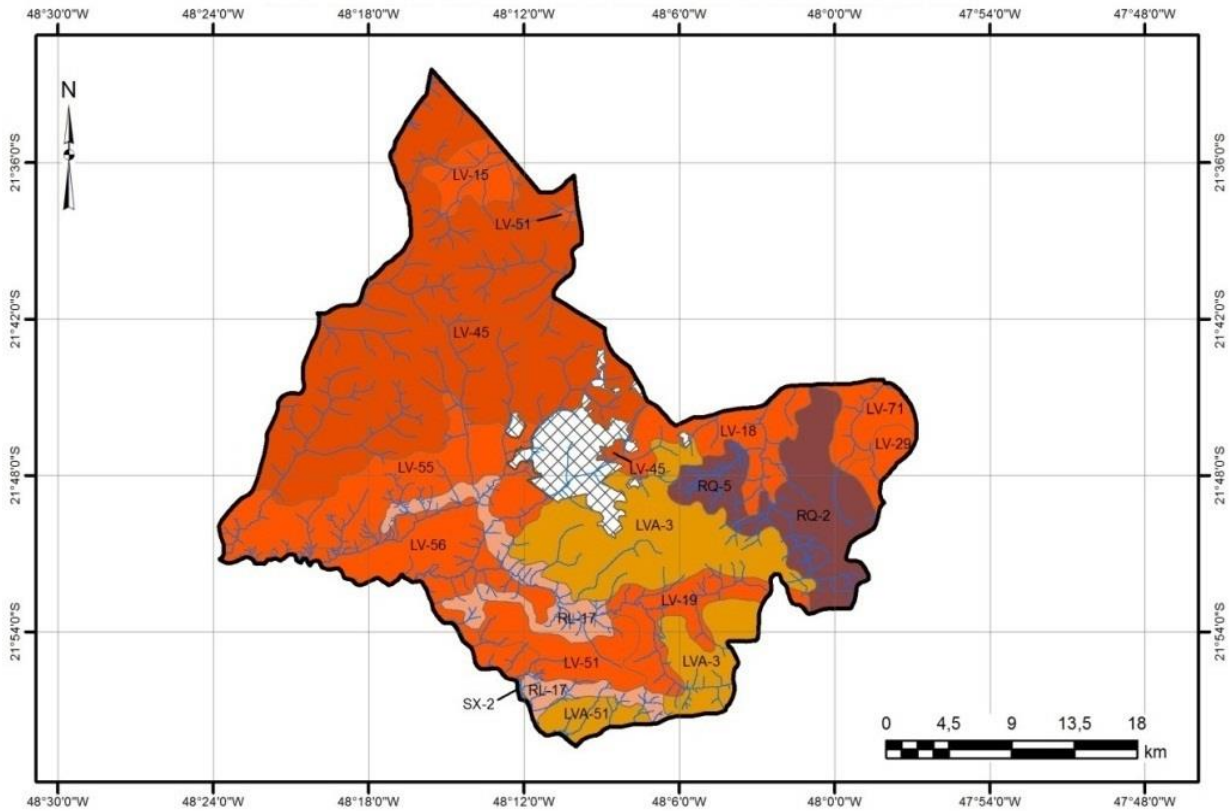 48°30'0"W 48°24'0"W 48°18'0"W 48°12'0"W 48°6'0"W 48°0'0"W 47°54'0"W 47°48'0"W
N
21°36'0"S 21°36'0"S
LV-15
LV-51
21°42'0"S 21°42'0"S
LV-45
LV-71
LV-18
LV-29
LV-55
LV-45
21°48'0"S 21°48'0"S
RQ-5
RQ-2
LVA-3
LV-56
LV-19
RL-17
21°54'0"S 21°54'0"S
LV-51
LVA-3
RL-17
SX-2
LVA-51
0 4,5 9 13,5 18
km
48°30'0"W 48°24'0"W 48°18'0"W 48°12'0"W 48°6'0"W 48°0'0"W 47°54'0"W 47°48'0"W